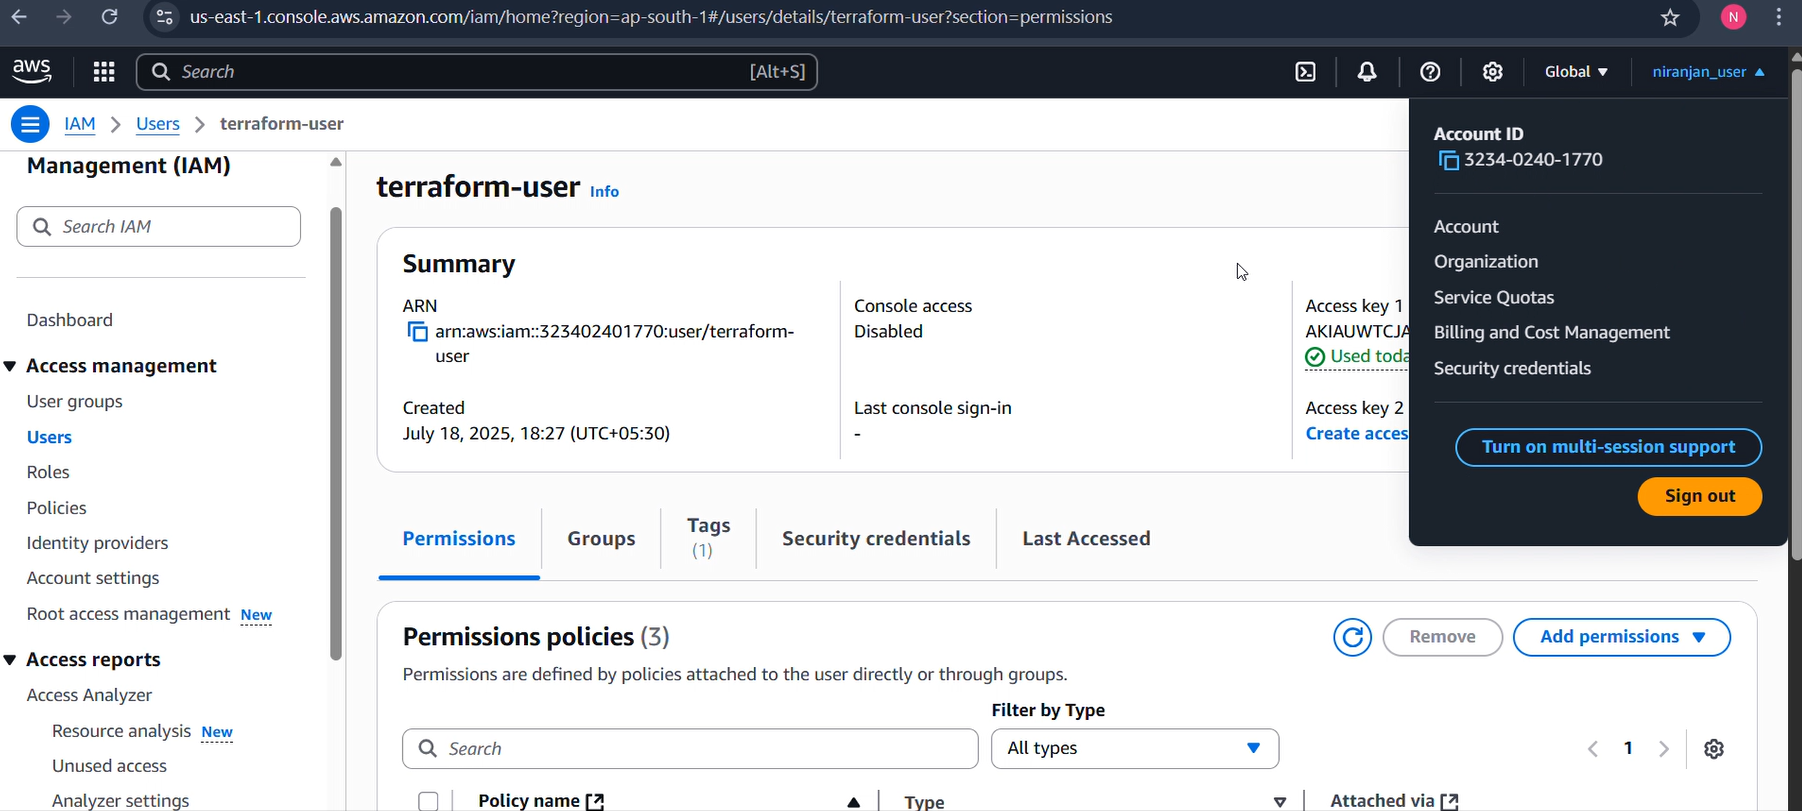 us-east-1.console.aws.amazon.com/iam/home?region=ap-south-1#/users/details/terraform-user?section=permissions
N
aws
Search
[Alt+S]
Global
niranjan_user
IAM
Users
terraform-user
Account ID
3234-0240-1770
Account
Organization
Service Quotas
Billing and Cost Management
Security credentials
Turn on multi-session support
Sign out
Management (IAM)
Search IAM
Dashboard
Access management
User groups
Users
Roles
Policies
Identity providers
Account settings
Root access management New
Access reports
Access Analyzer
Resource analysis New
Unused access
Analyzer settings
terraform-user Info
Summary
ARN
arn:aws:iam::323402401770:user/terraform-
user
Created
July 18, 2025, 18:27 (UTC+05:30)
Console access
Disabled
Last console sign-in
-
Access key 1
AKIAUWTCJA
Used toda
Access key 2
Create acces
Permissions
Groups
Tags
(1)
Security credentials
Last Accessed
Permissions policies (3)
Remove
Add permissions
Permissions are defined by policies attached to the user directly or through groups.
Filter by Type
Search
All types
1
Policy name
Type
Attached via